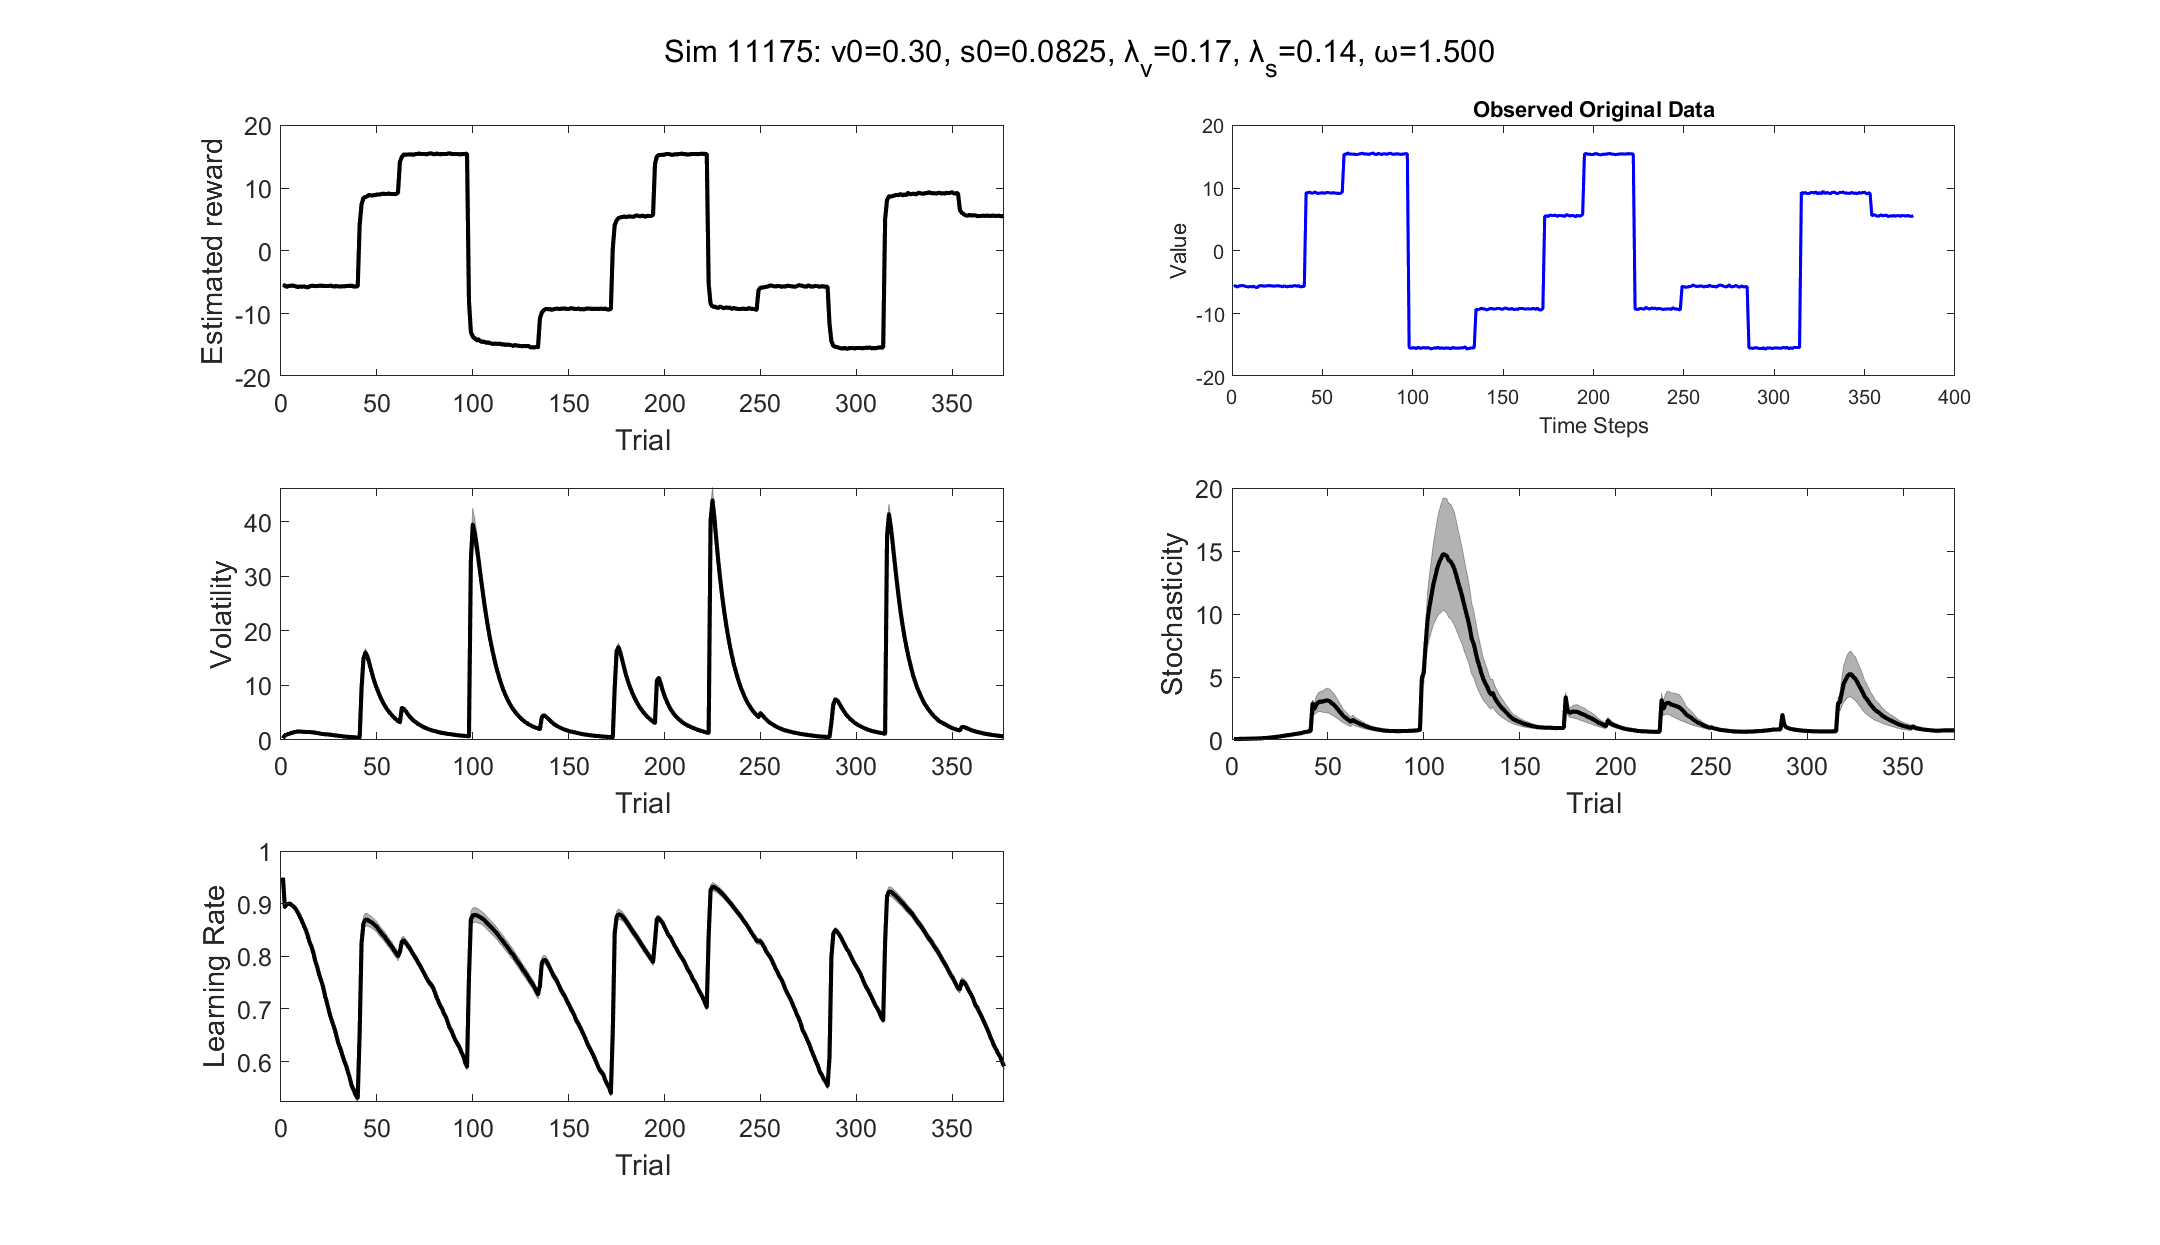 Sim 11175: v0=0.30, s0=0.0825, λv=0.17, λs=0.14, ω=1.500
Estimated reward
20
10
0
-10
-20
0 50 100 150 200 250 300 350
Trial
Observed Original Data
Value
20
10
0
-10
-20
0 50 100 150 200 250 300 350 400
Time Steps
Volatility
40
30
20
10
0
0 50 100 150 200 250 300 350
Trial
Stochasticity
20
15
10
5
0
0 50 100 150 200 250 300 350
Trial
Learning Rate
1
0.9
0.8
0.7
0.6
0 50 100 150 200 250 300 350
Trial